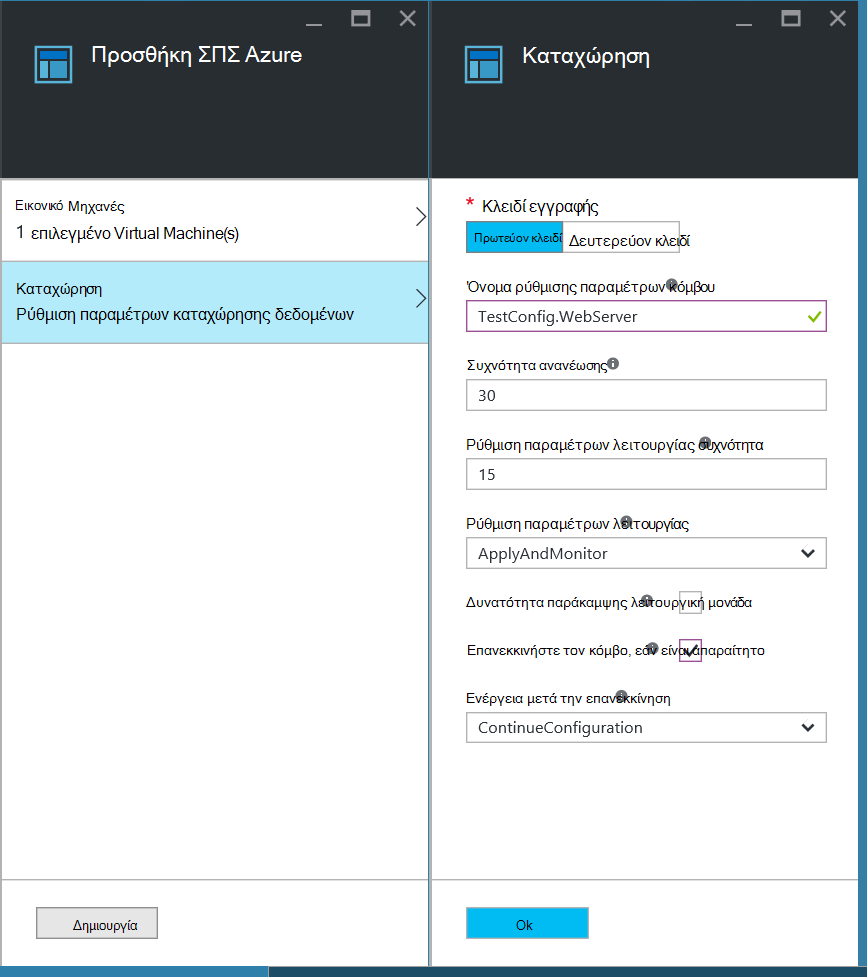 Προσθήκη ΣΠΣ Azure
Εικονικό Μηχανές
1 επιλεγμένο Virtual Machine(s)
Καταχώρηση
Ρύθμιση παραμέτρων καταχώρησης δεδομένων
Δημιουργία
Καταχώρηση
* Κλειδί εγγραφής
Πρωτεύον κλειδί Δευτερεύον κλειδί
Όνομα ρύθμισης παραμέτρων κόμβου
TestConfig.WebServer
Συχνότητα ανανέωσης
30
Ρύθμιση παραμέτρων λειτουργίας συχνότητα
15
Ρύθμιση παραμέτρων λειτουργίας
ApplyAndMonitor
Δυνατότητα παράκαμψης λειτουργική μονάδα
Επανεκκινήστε τον κόμβο, εάν είναι απαραίτητο
Ενέργεια μετά την επανεκκίνηση
ContinueConfiguration
Ok